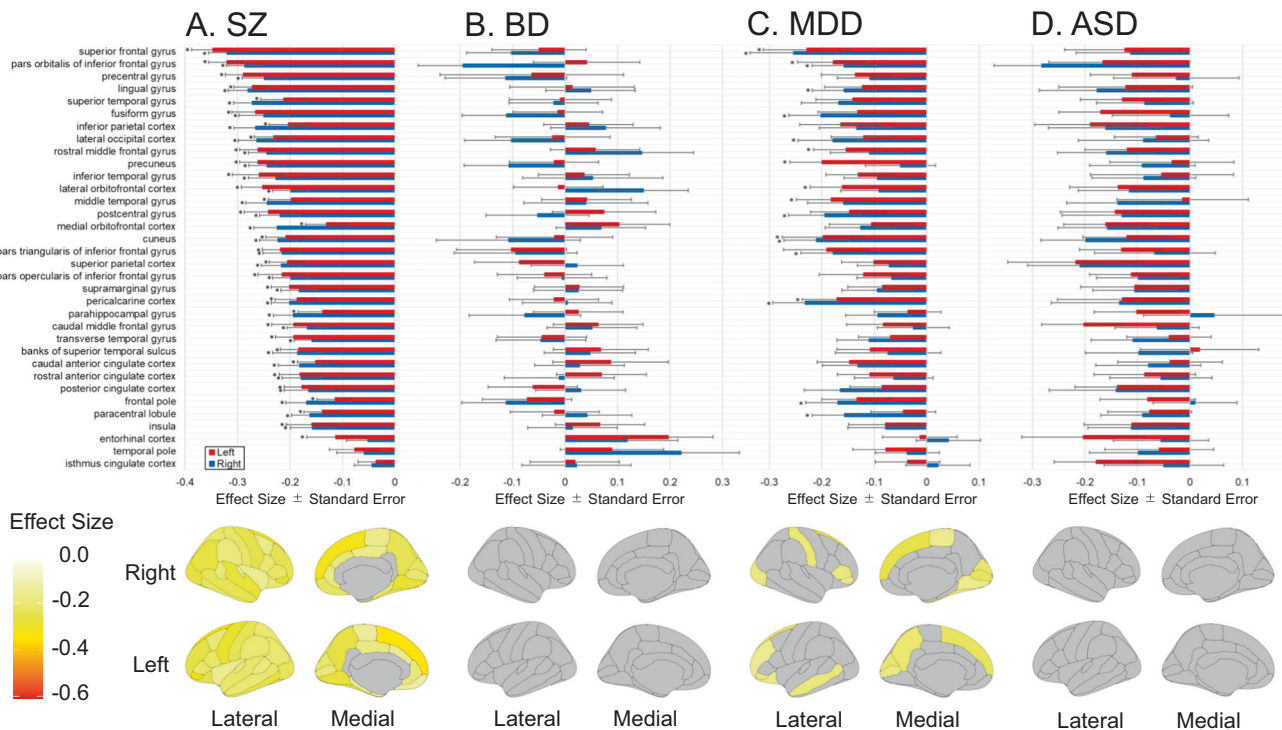 A. SZ B. BD C. MDD D. ASD
superior frontal gyrus
pars orbitalis of inferior frontal gyrus
precentral gyrus
lingual gyrus
superior temporal gyrus
fusiform gyrus
inferior parietal cortex
lateral occipital cortex
rostral middle frontal gyrus
precuneus
inferior temporal gyrus
lateral orbitofrontal cortex
middle temporal gyrus
postcentral gyrus
medial orbitofrontal cortex
cuneus
pars triangularis of inferior frontal gyrus
superior parietal cortex
pars opercularis of inferior frontal gyrus
supramarginal gyrus
pericalcarine cortex
parahippocampal gyrus
caudal middle frontal gyrus
transverse temporal gyrus
banks of superior temporal sulcus
caudal anterior cingulate cortex
rostral anterior cingulate cortex
posterior cingulate cortex
frontal pole
paracentral lobule
insula
entorhinal cortex
temporal pole
isthmus cingulate cortex
Left
Right
-0.4 -0.3 -0.2 -0.1 0 -0.2 -0.1 0 0.1 0.2 0.3 -0.3 -0.2 -0.1 0 0.1 -0.3 -0.2 -0.1 0 0.1
Effect Size ± Standard Error Effect Size ± Standard Error Effect Size ± Standard Error Effect Size ± Standard Error
Effect Size
0.0
-0.2
-0.4
-0.6
Right
Left
Lateral Medial Lateral Medial Lateral Medial Lateral Medial